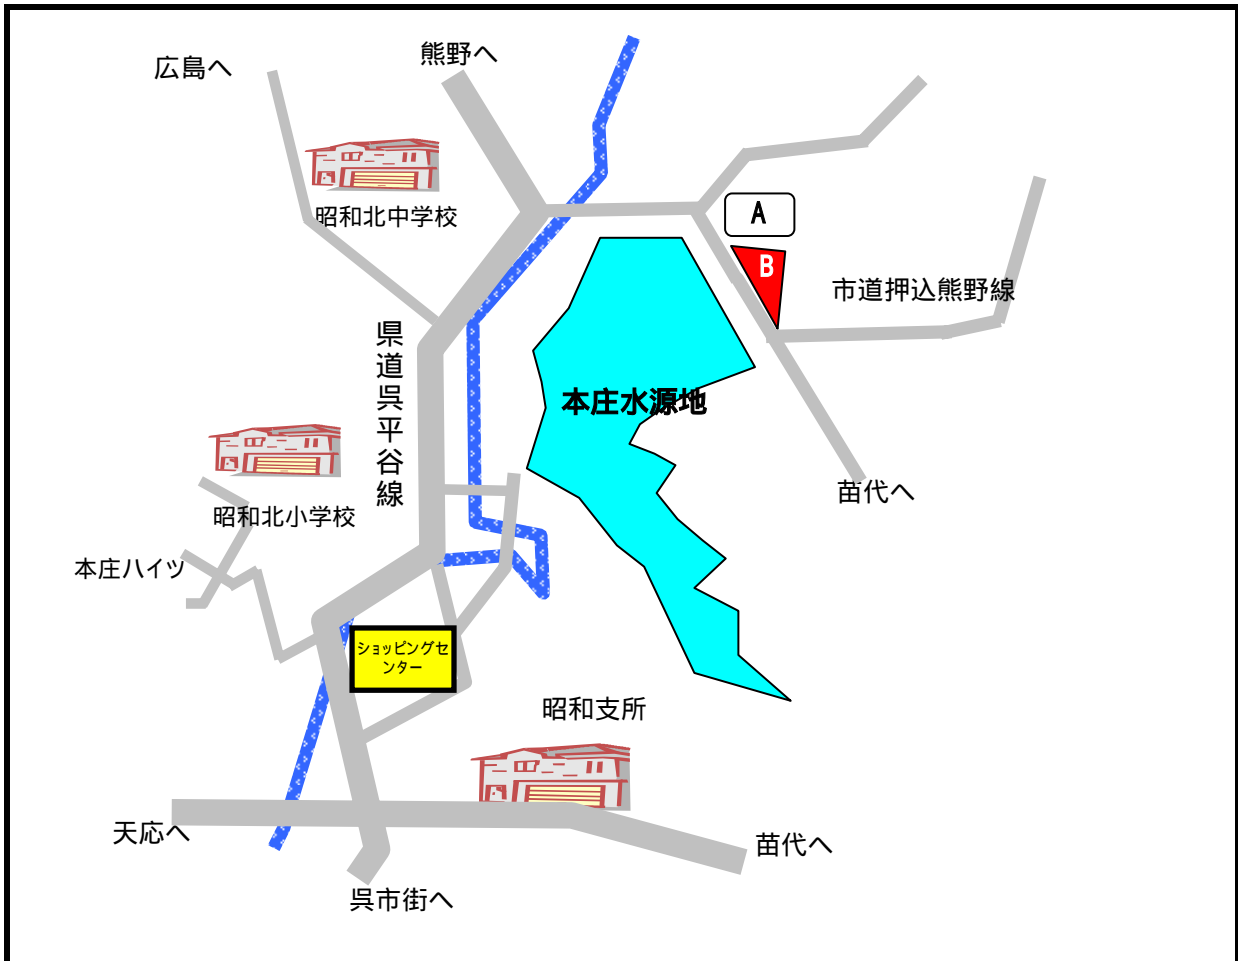 熊野へ
広島へ
昭和北中学校
A
B
市道押込熊野線
県道呉平谷線
本庄水源地
苗代へ
昭和北小学校
本庄ハイツ
ショッピングセ
ンター
昭和支所
天応へ
苗代へ
呉市街へ